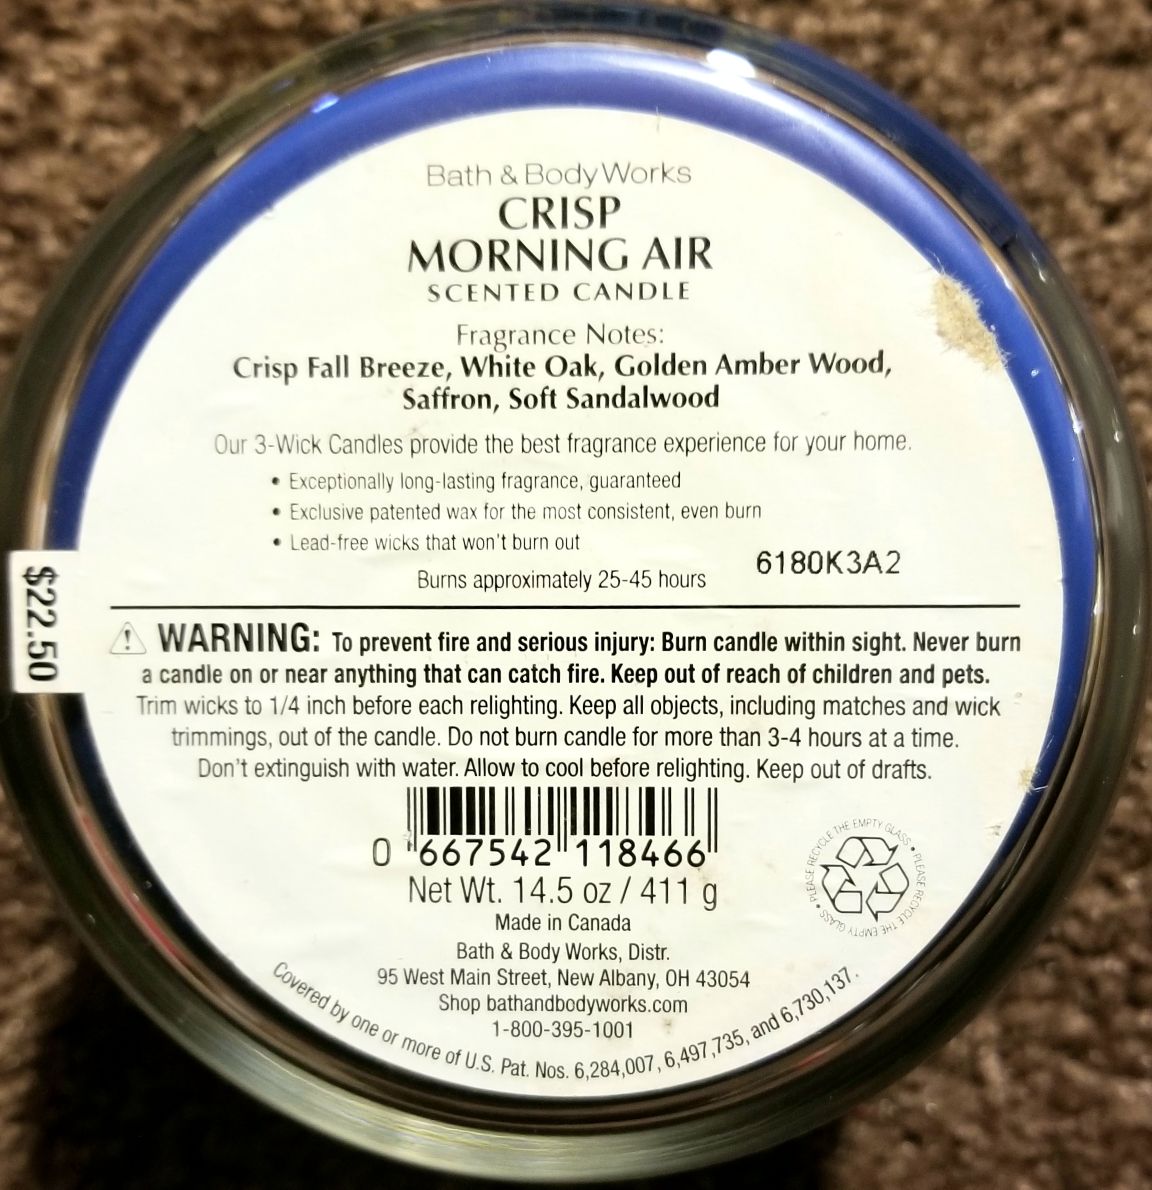 Bath & Body Works
CRISP
MORNING AIR
SCENTED CANDLE
Fragrance Notes:
Crisp Fall Breeze, White Oak, Golden Amber Wood,
Saffron, Soft Sandalwood
Our 3-Wick Candles provide the best fragrance experience for your home.
• Exceptionally long-lasting fragrance, guaranteed
• Exclusive patented wax for the most consistent, even burn
• Lead-free wicks that won't burn out
6180K3A2
Burns approximately 25-45 hours
$22.50
WARNING: To prevent fire and serious injury: Burn candle within sight. Never burn
a candle on or near anything that can catch fire. Keep out of reach of children and pets.
Trim wicks to 1/4 inch before each relighting. Keep all objects, including matches and wick
trimmings, out of the candle. Do not burn candle for more than 3-4 hours at a time.
Don't extinguish with water. Allow to cool before relighting. Keep out of drafts.
0 667542 118466
PLEASE RECYCLE THE EMPTY GLASS • PLEASE RECYCLE THE EMPTY GLASS •
Net Wt. 14.5 oz / 411 g
Made in Canada
Bath & Body Works, Distr.
95 West Main Street, New Albany, OH 43054
Shop bathandbodyworks.com
1-800-395-1001
Covered by one or more of U.S. Pat. Nos. 6,284,007, 6,497,735, and 6,730,137.